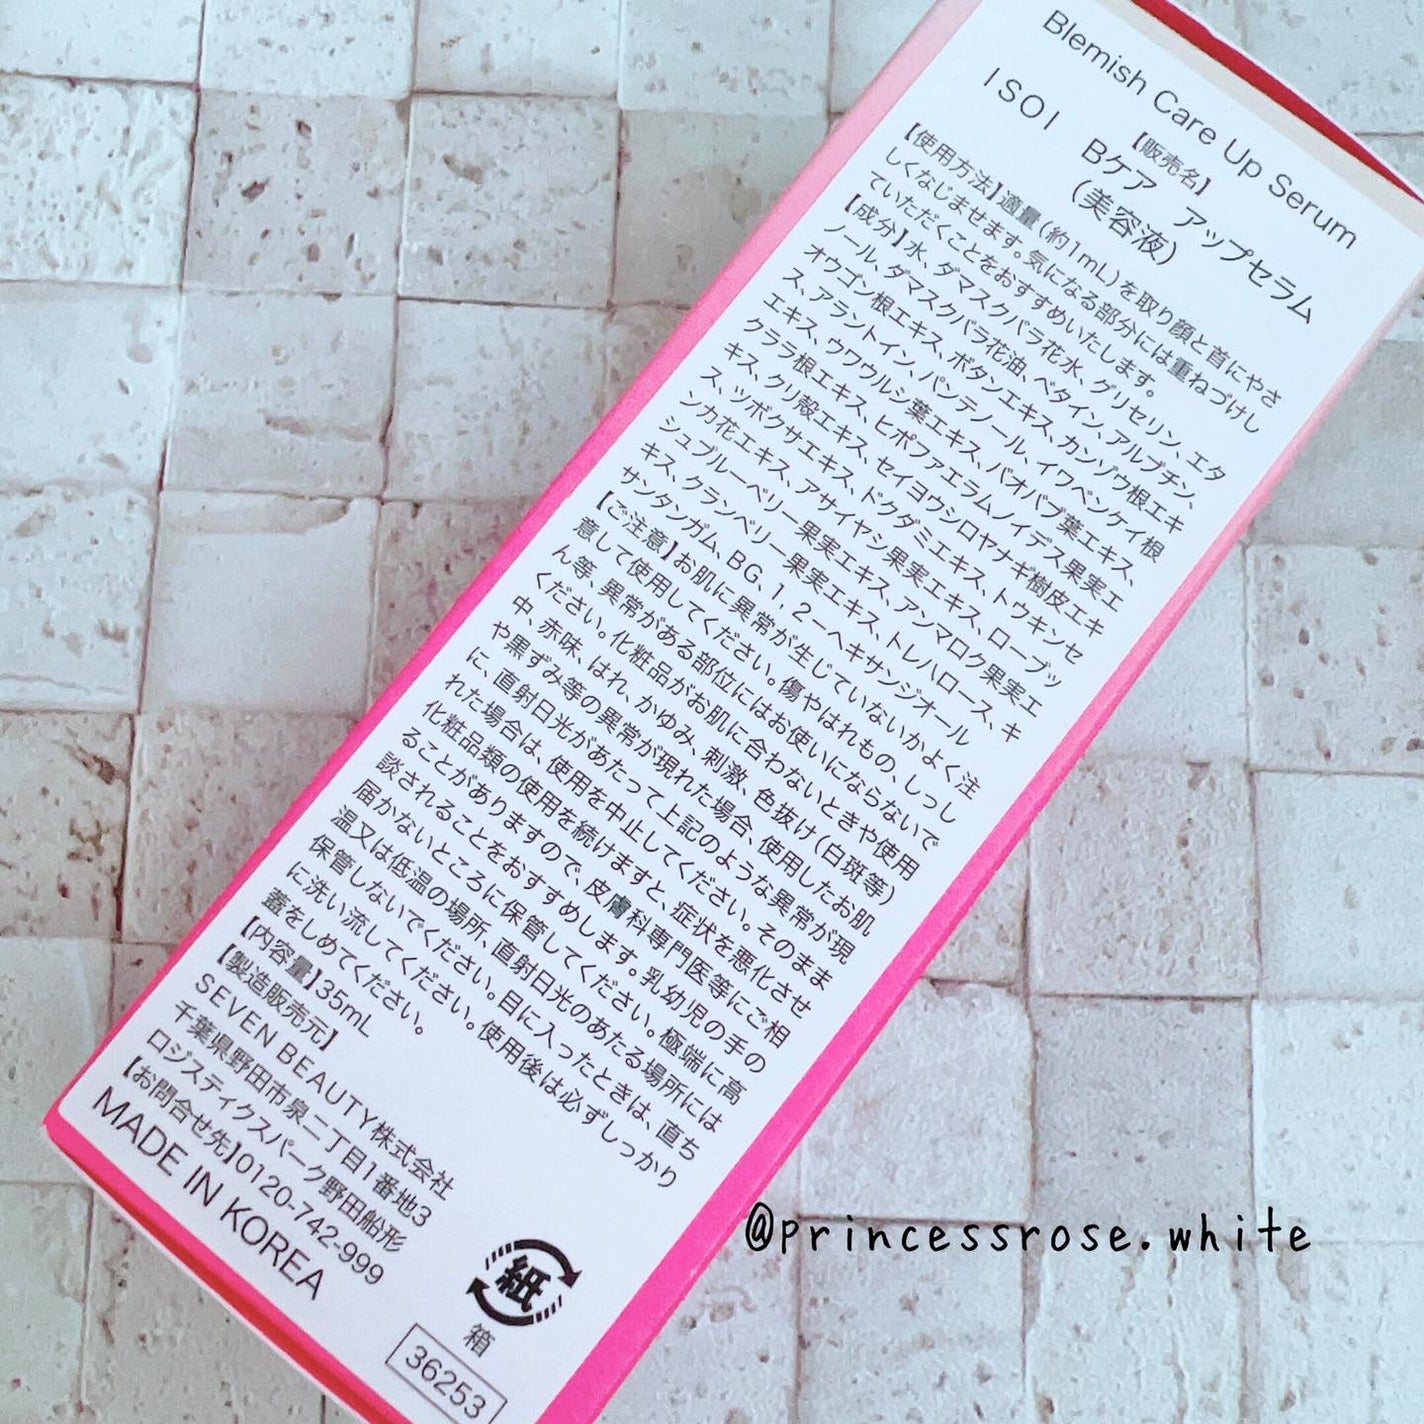 Blemish Care Up Serum
【販売名】
ISOI Bケア アップセラム
(美容液)
【使用方法】適量(約1mL)を取り顔と首にやさ
しくなじませます。気になる部分には重ねづけし
ていただくことをおすすめいたします。
【成分】水、ダマスクバラ花水、グリセリン、エタ
ノール、ダマスクバラ花油、ベタイン、アルブチン、
オウゴン根エキス、ボタンエキス、カンゾウ根エキ
ス、アラントイン、パンテノール、イワベンケイ根
エキス、ウワウルシ葉エキス、バオバブ葉エキス、
クララ根エキス、ヒポファエラムノイデス果実エ
キス、クリ殻エキス、セイヨウシロヤナギ樹皮エキ
ス、ツボクサエキス、ドクダミエキス、トウキンセ
ンカ花エキス、アサイヤシ果実エキス、ローブッ
シュブルーベリー果実エキス、アンマロク果実エ
キス、クランベリー果実エキス、トレハロース、キ
サンタンガム、BG、1,2-ヘキサンジオール
【ご注意】お肌に異常が生じていないかよく注
意して使用してください。傷やはれもの、しっし
ん等、異常がある部位にはお使いにならないで
ください。化粧品がお肌に合わないときや使用
中、赤味、はれ、かゆみ、刺激、色抜け(白斑等)
や黒ずみ等の異常が現れた場合、使用したお肌
に、直射日光があたって上記のような異常が現
れた場合は、使用を中止してください。そのまま
化粧品類の使用を続けますと、症状を悪化させ
ることがありますので、皮膚科専門医等にご相
談されることをおすすめします。乳幼児の手の
届かないところに保管してください。極端に高
温又は低温の場所、直射日光のあたる場所には
保管しないでください。目に入ったときは、直ち
に洗い流してください。使用後は必ずしっかり
蓋をしめてください。
【内容量】35mL
【製造販売元】
SEVEN BEAUTY株式会社
千葉県野田市泉二丁目1番地3
ロジスティクスパーク野田船形
【お問合せ先】0120-742-999
MADE IN KOREA
紙
箱
36253
@princessrose.white